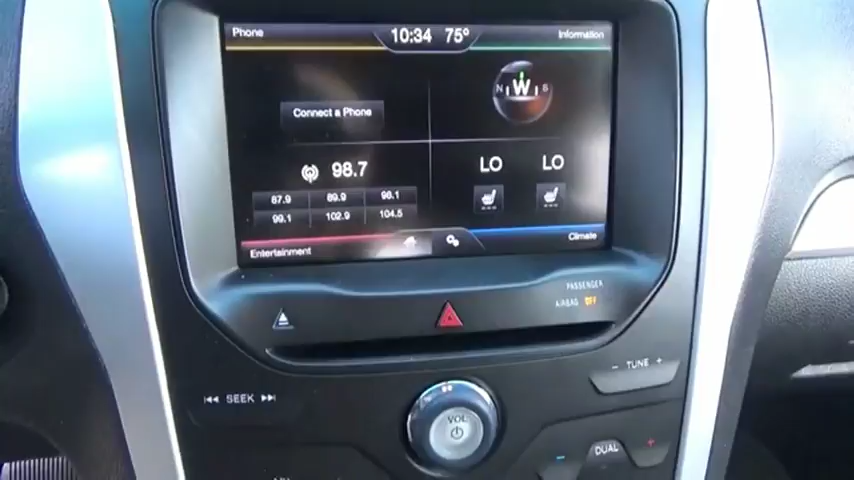 Phone 10:34 75° Information
N W S
Connect a Phone
98.7
LO LO
87.9 89.9 96.1
99.1 102.9 104.5
Entertainment Climate
PASSENGER
AIRBAG OFF
- TUNE +
SEEK
VOL
- DUAL +